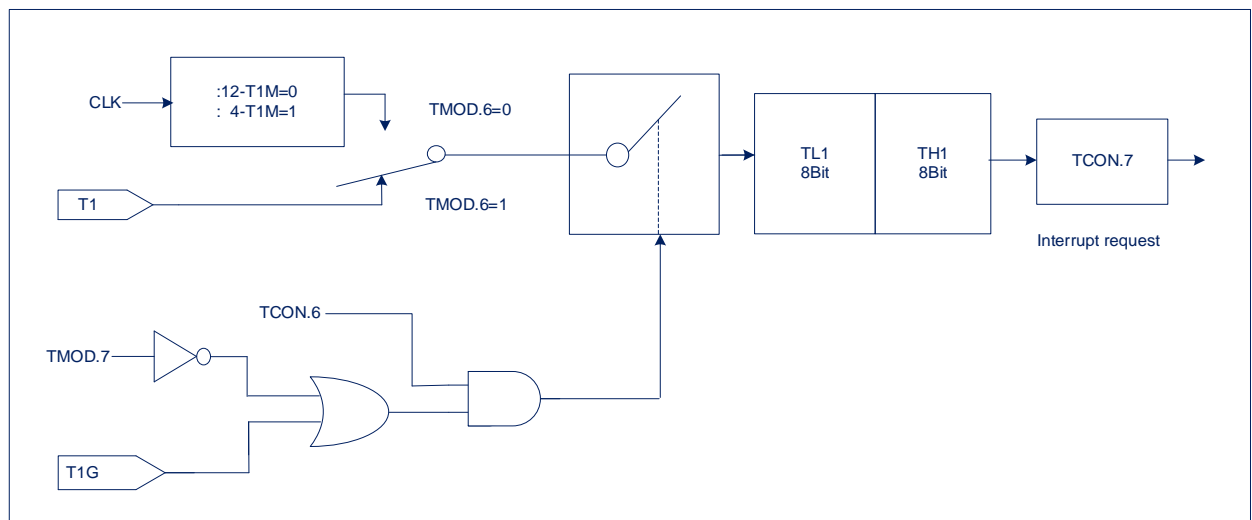 :12-T1M=0
CLK
: 4-T1M=1
TMOD.6=0
TL1
8Bit
TH1
8Bit
TCON.7
T1
TMOD.6=1
Interrupt request
TCON.6
TMOD.7
T1G